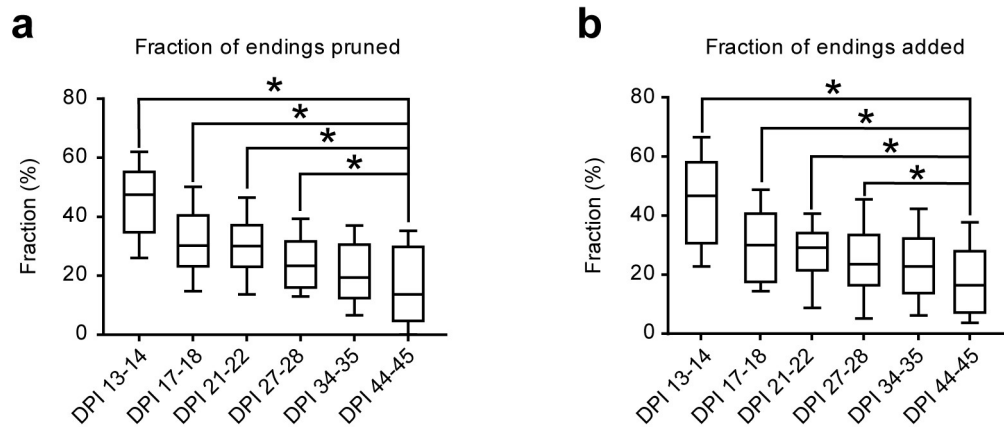 a
Fraction of endings pruned
Fraction (%)
80
60
40
20
0
*
*
*
*
DPI 13-14
DPI 17-18
DPI 21-22
DPI 27-28
DPI 34-35
DPI 44-45
b
Fraction of endings added
Fraction (%)
80
60
40
20
0
*
*
*
*
DPI 13-14
DPI 17-18
DPI 21-22
DPI 27-28
DPI 34-35
DPI 44-45